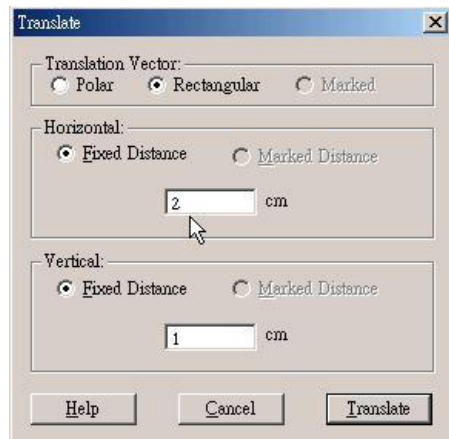 Translate
Translation Vector:
Polar Rectangular Marked
Horizontal:
Fixed Distance Marked Distance
2 cm
Vertical:
Fixed Distance Marked Distance
1 cm
Help Cancel Translate